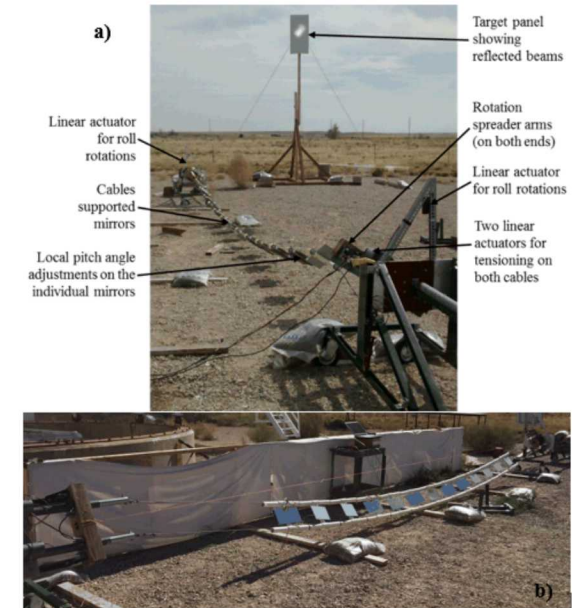 a)
Target panel
showing
reflected beams
Rotation
spreader arms
(on both ends)
Linear actuator
for roll
rotations
Linear actuator
for roll rotations
Cables
supported
mirrors
Two linear
actuators for
tensioning on
both cables
Local pitch angle
adjustments on the
individual mirrors
b)